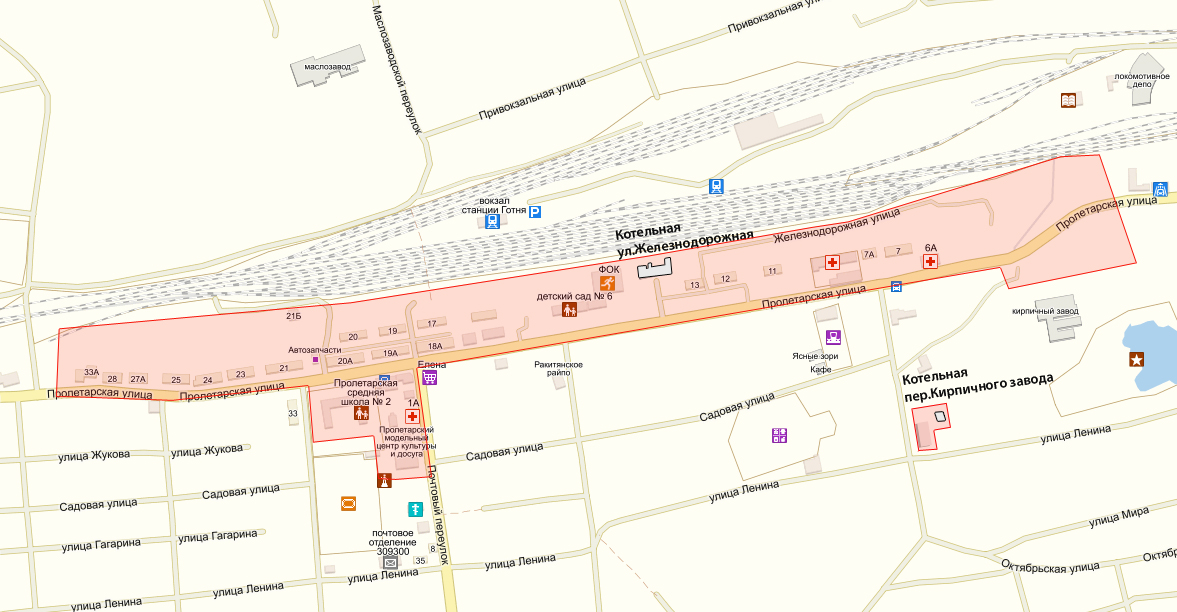 Привокзальная ул
Маслозаводской переулок
маслозавод
Привокзальная улица
локомотивное
депо
вокзал
станции Готня
P
Котельная
ул.Железнодорожная
Железнодорожная улица
Пролетарская улица
6А
7А
7
ФОК
11
12
13
детский сад № 6
Пролетарская улица
21Б
17
19
20
18А
19А
20А
Автозапчасти
21
23
24
25
27А
28
33А
Елена
кирпичный завод
Ясные зори
Кафе
Ракитянское
райпо
Пролетарская улица
Пролетарская улица
Пролетарская
средняя
школа № 2
1А
33
Пролетарский
модельный
центр культуры
и досуга
Котельная
пер.Кирпичного завода
Садовая улица
улица Жукова
улица Жукова
Садовая улица
улица Ленина
Садовая улица
Садовая улица
Почтовый переулок
улица Ленина
улица Гагарина
улица Гагарина
почтовое
отделение
309300
8
35
улица Мира
улица Ленина
улица Ленина
Октябрьская улица
Октябр
улица Ленина
улица Ленина